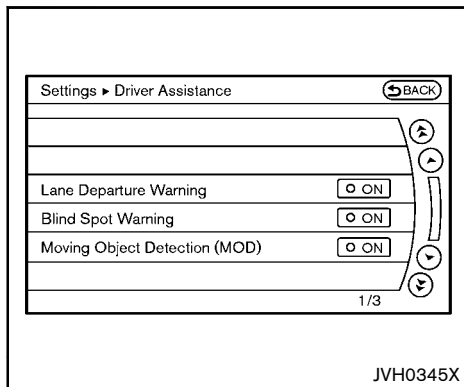 Settings ▸ Driver Assistance
BACK
Lane Departure Warning ON
Blind Spot Warning ON
Moving Object Detection (MOD) ON
1/3
JVH0345X